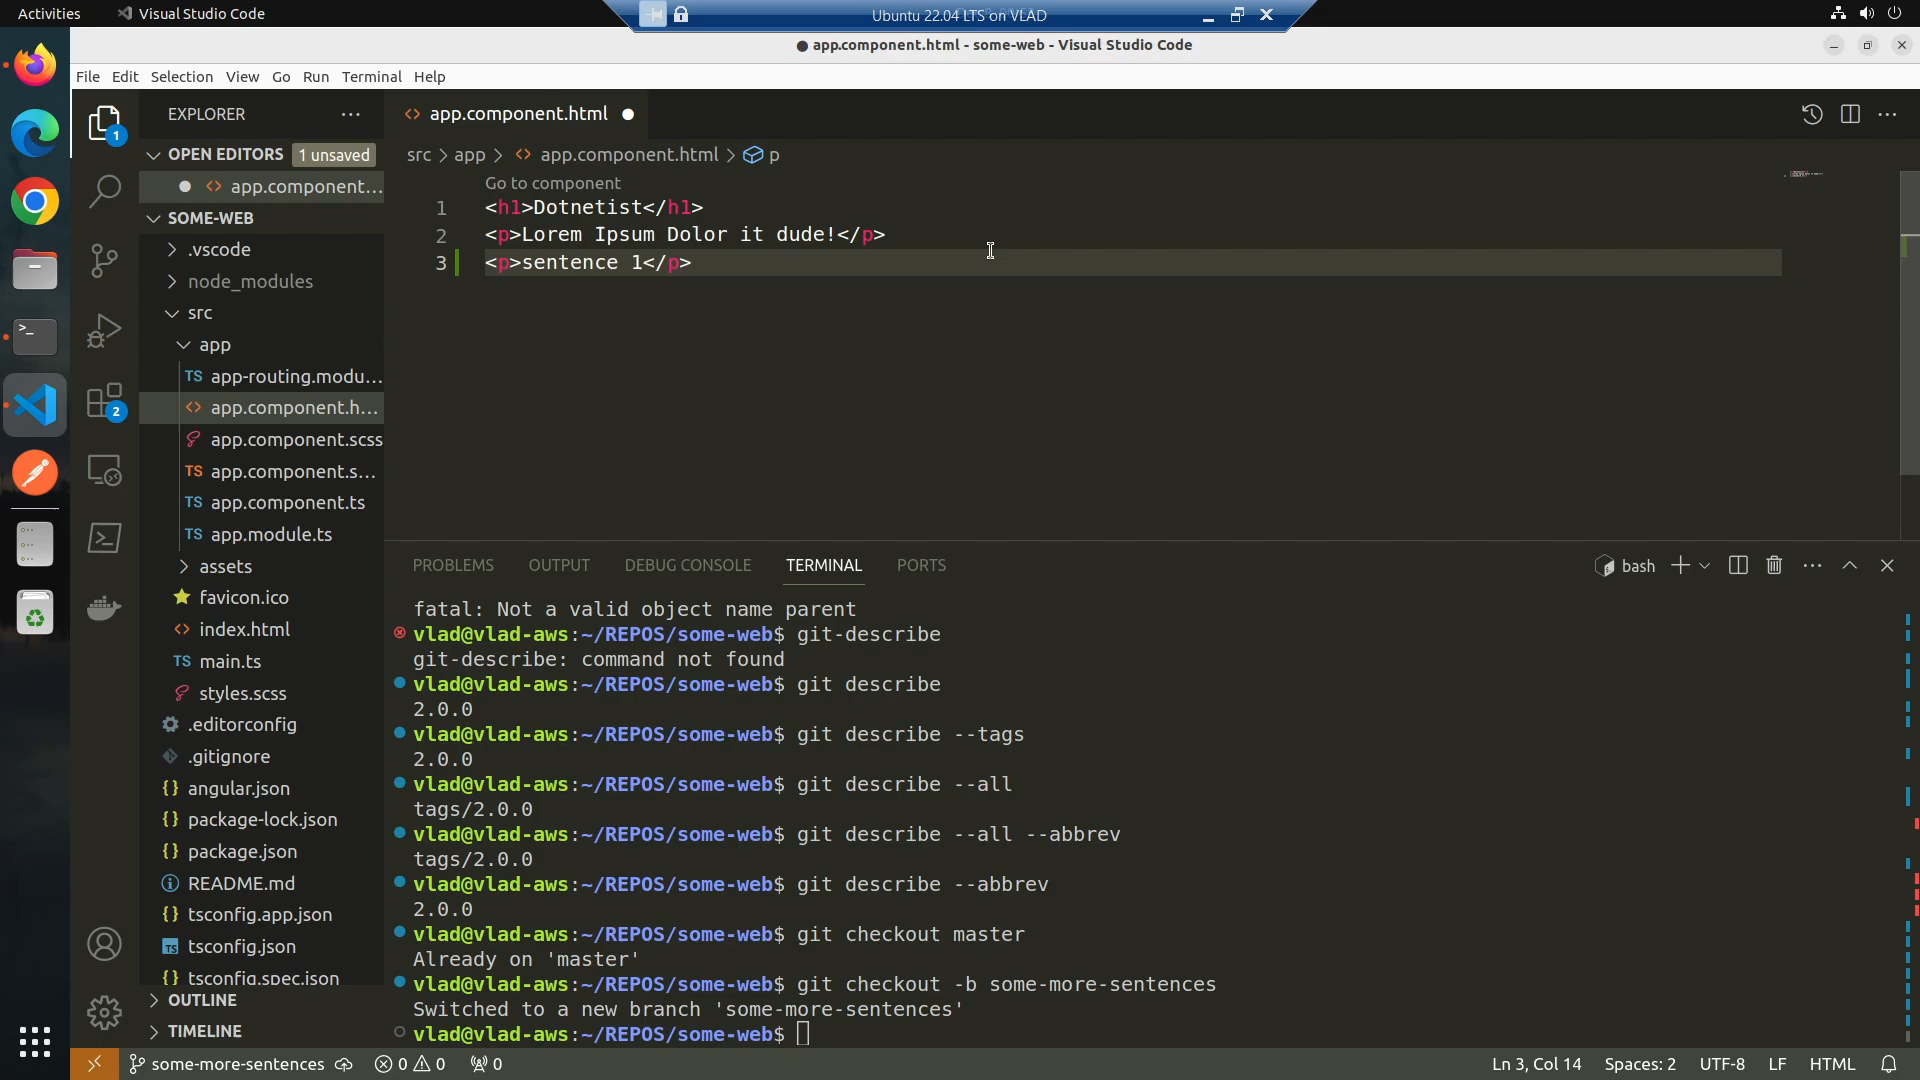 Activities
Visual Studio Code
Ubuntu 22.04 LTS on VLAD
● app.component.html - some-web - Visual Studio Code
File Edit Selection View Go Run Terminal Help
EXPLORER
app.component.html
1
OPEN EDITORS 1 unsaved
src > app > app.component.html > p
app.component...
Go to component
SOME-WEB
1 <h1>Dotnetist</h1>
2 <p>Lorem Ipsum Dolor it dude!</p>
3 <p>sentence 1</p>
.vscode
node_modules
src
app
TS app-routing.modu...
app.component.h...
2
app.component.scss
TS app.component.s...
TS app.component.ts
TS app.module.ts
assets
favicon.ico
index.html
TS main.ts
styles.scss
.editorconfig
.gitignore
{} angular.json
{} package-lock.json
{} package.json
README.md
{} tsconfig.app.json
TS tsconfig.json
{} tsconfig.spec.json
OUTLINE
TIMELINE
PROBLEMS OUTPUT DEBUG CONSOLE TERMINAL PORTS
bash
fatal: Not a valid object name parent
vlad@vlad-aws:~/REPOS/some-web$ git-describe
git-describe: command not found
vlad@vlad-aws:~/REPOS/some-web$ git describe
2.0.0
vlad@vlad-aws:~/REPOS/some-web$ git describe --tags
2.0.0
vlad@vlad-aws:~/REPOS/some-web$ git describe --all
tags/2.0.0
vlad@vlad-aws:~/REPOS/some-web$ git describe --all --abbrev
tags/2.0.0
vlad@vlad-aws:~/REPOS/some-web$ git describe --abbrev
2.0.0
vlad@vlad-aws:~/REPOS/some-web$ git checkout master
Already on 'master'
vlad@vlad-aws:~/REPOS/some-web$ git checkout -b some-more-sentences
Switched to a new branch 'some-more-sentences'
vlad@vlad-aws:~/REPOS/some-web$
some-more-sentences 0 0 0
Ln 3, Col 14 Spaces: 2 UTF-8 LF HTML